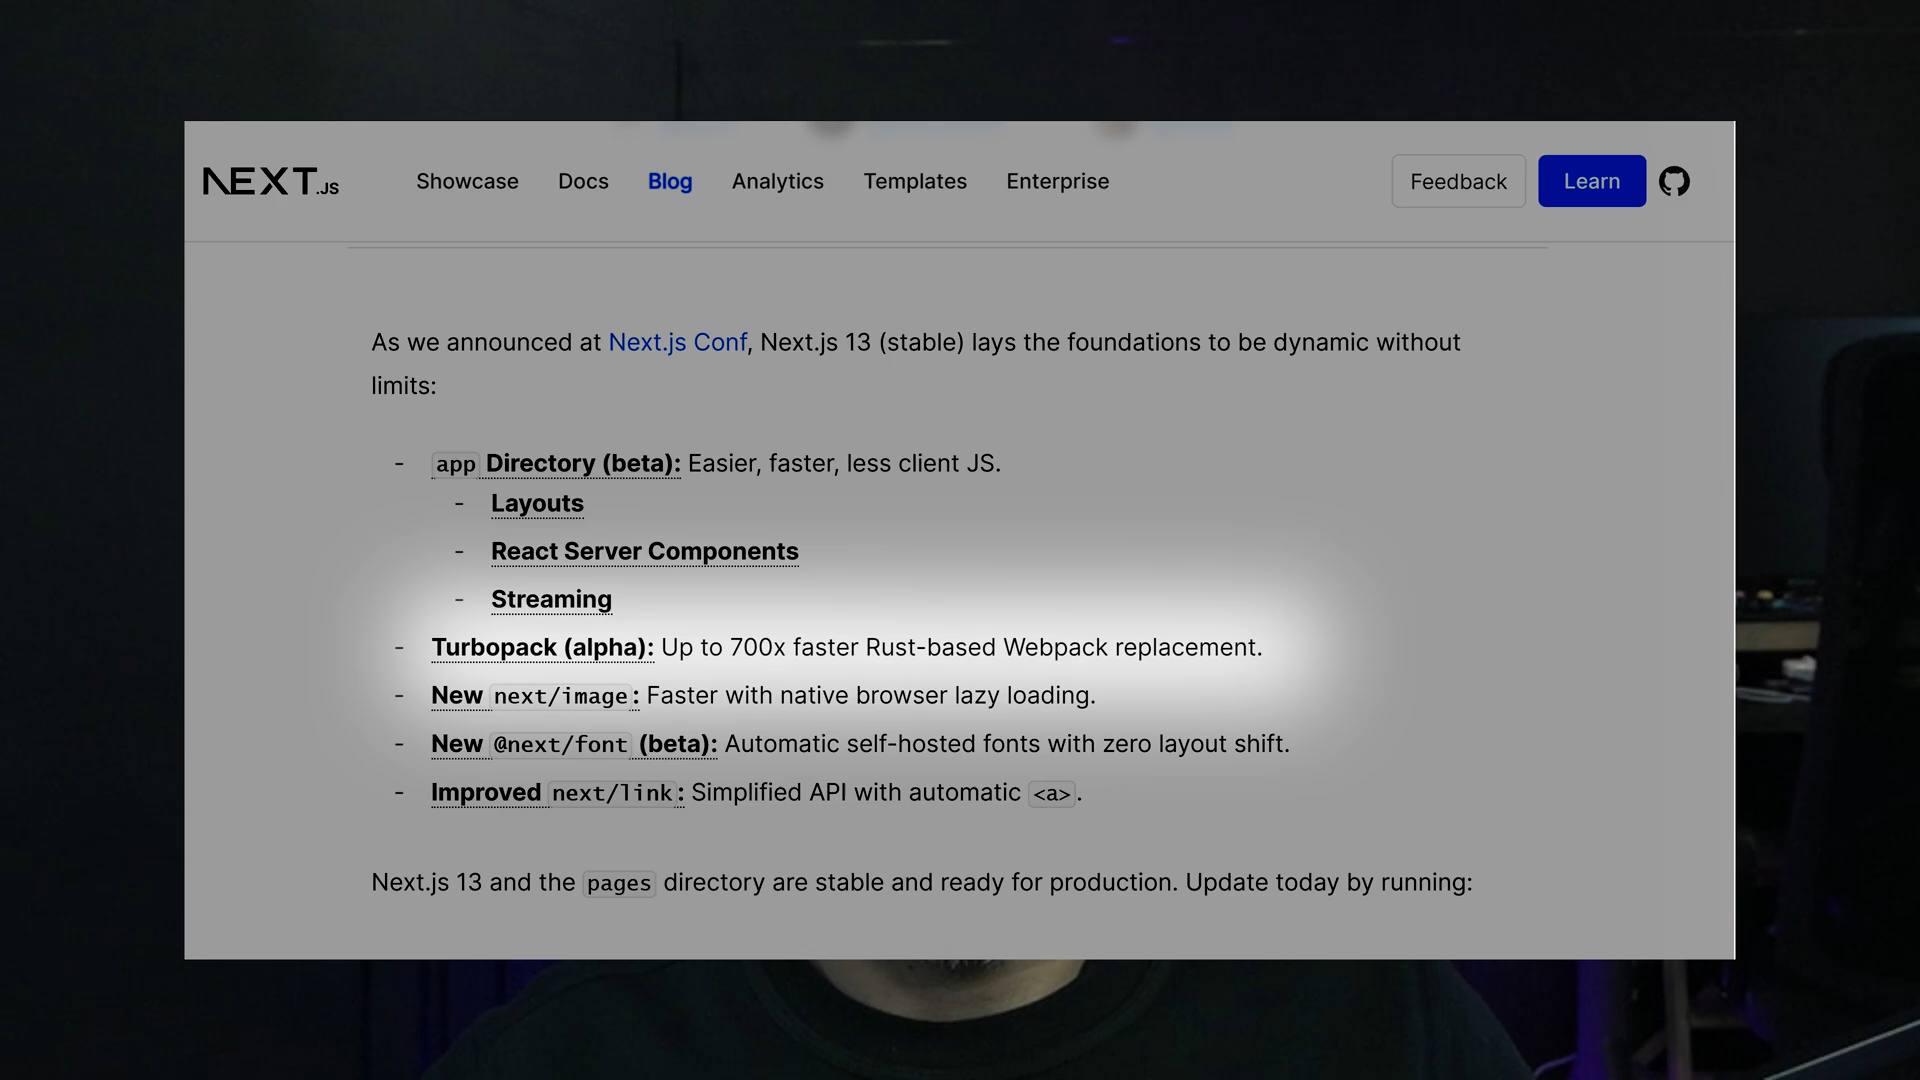 NEXT.JS Showcase Docs Blog Analytics Templates Enterprise Feedback Learn
As we announced at Next.js Conf, Next.js 13 (stable) lays the foundations to be dynamic without
limits:
- app Directory (beta): Easier, faster, less client JS.
- Layouts
- React Server Components
- Streaming
- Turbopack (alpha): Up to 700x faster Rust-based Webpack replacement.
- New next/image: Faster with native browser lazy loading.
- New @next/font (beta): Automatic self-hosted fonts with zero layout shift.
- Improved next/link: Simplified API with automatic <a>.
Next.js 13 and the pages directory are stable and ready for production. Update today by running: